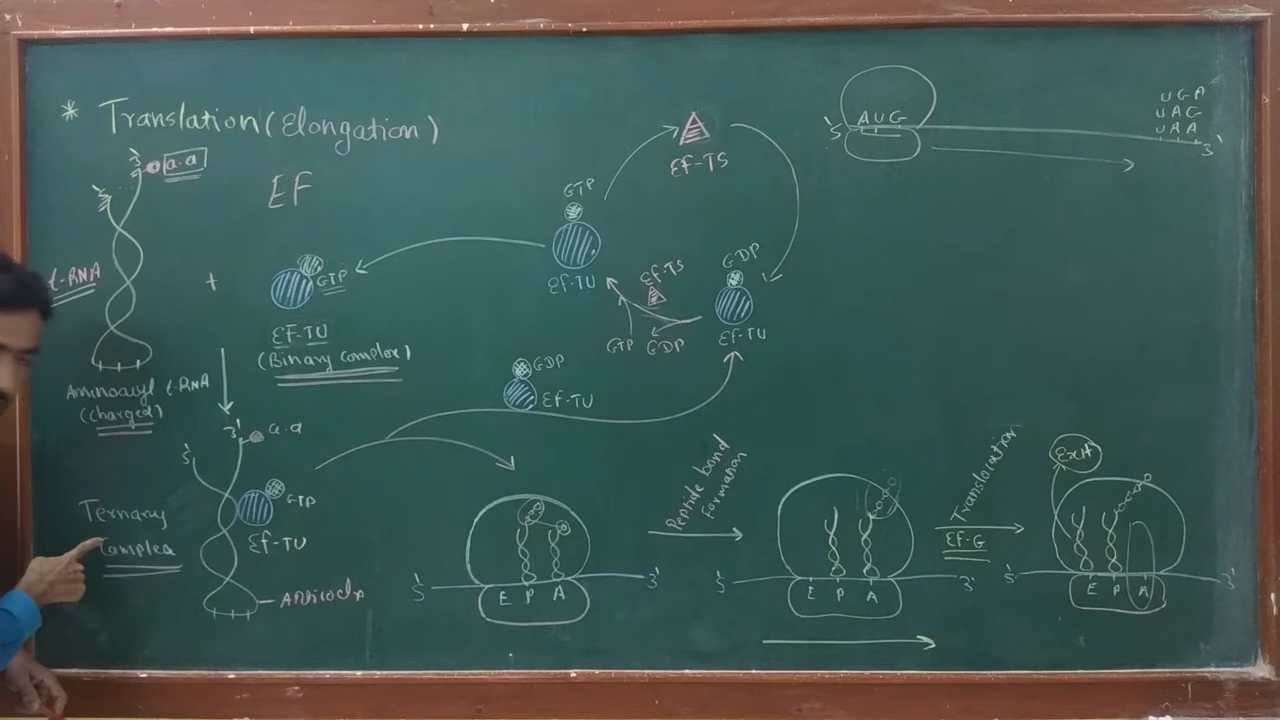 * Translation (Elongation)
3' a.a
5'
EF
t-RNA
+
GTP
EF-TU
(Binary complex)
Aminoacyl t-RNA
(charged)
GTP
EF-TU
EF-TS
GDP
EF-TU
EF-TS
GTP GDP
GDP
EF-TU
AUG
5' 3'
UGA
UAG
UAA
3' a.a
5'
GTP
EF-TU
Ternary
Complex
5' 3'
E P A
Peptide bond
Formation
5' 3'
E P A
Translocation
EF-G
Exit
5' 3'
E P A